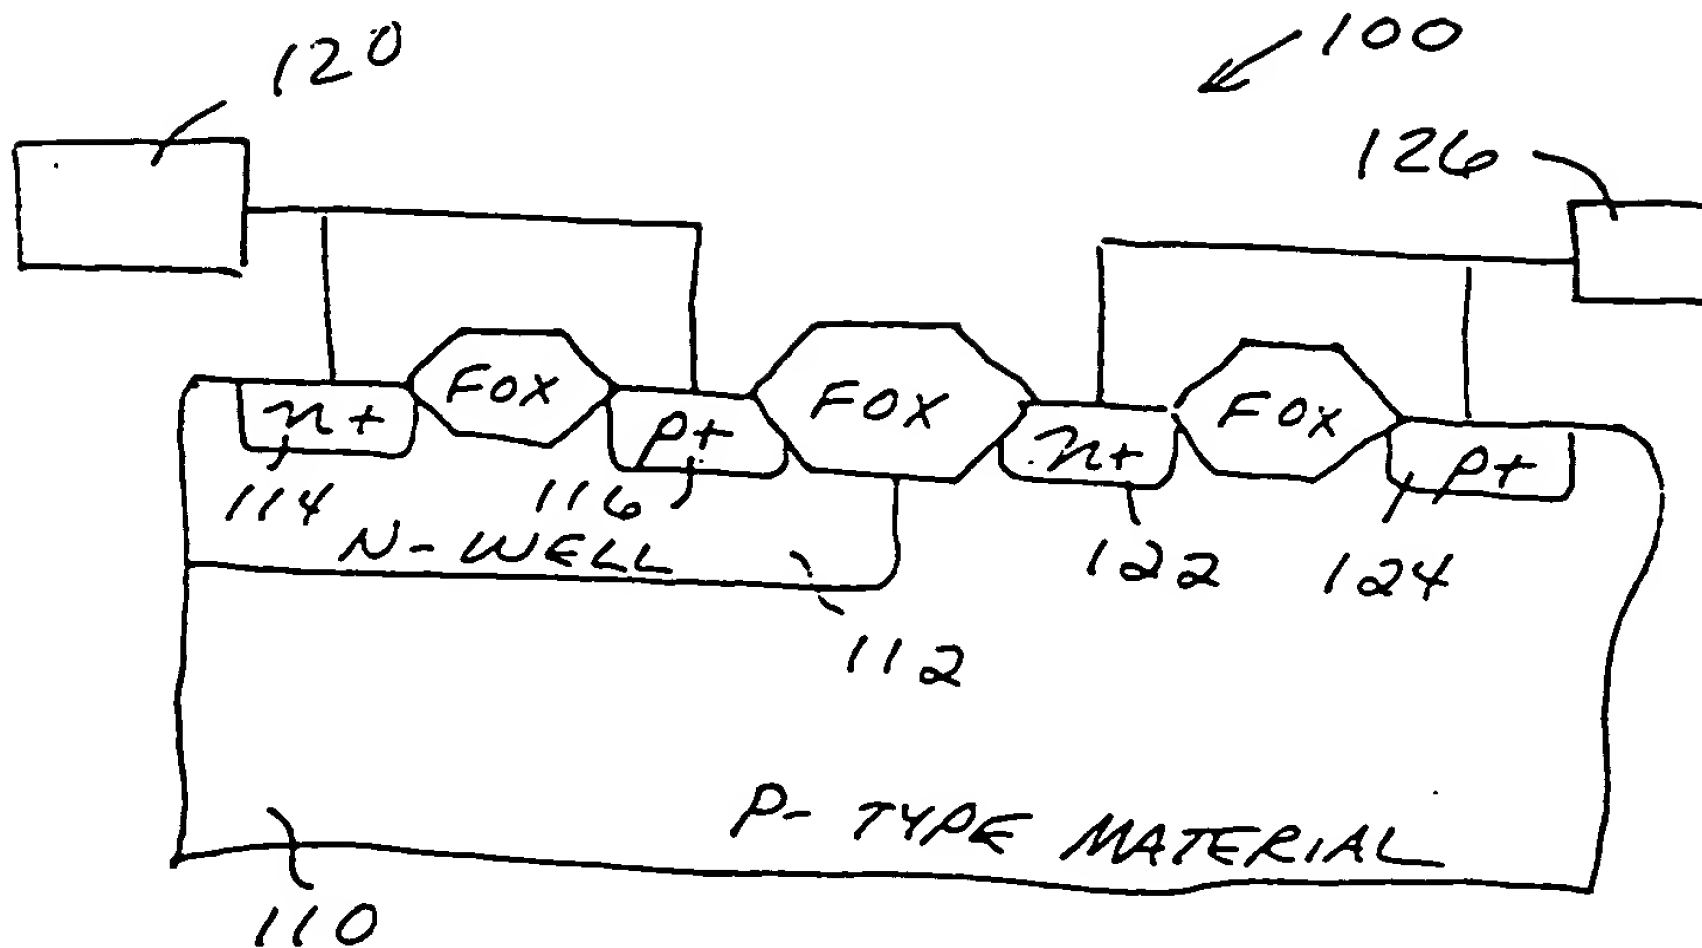 120
100
126
FOX
FOX
FOX
n+
p+
n+
p+
114
116
N-WELL
122
124
112
P- TYPE MATERIAL
110